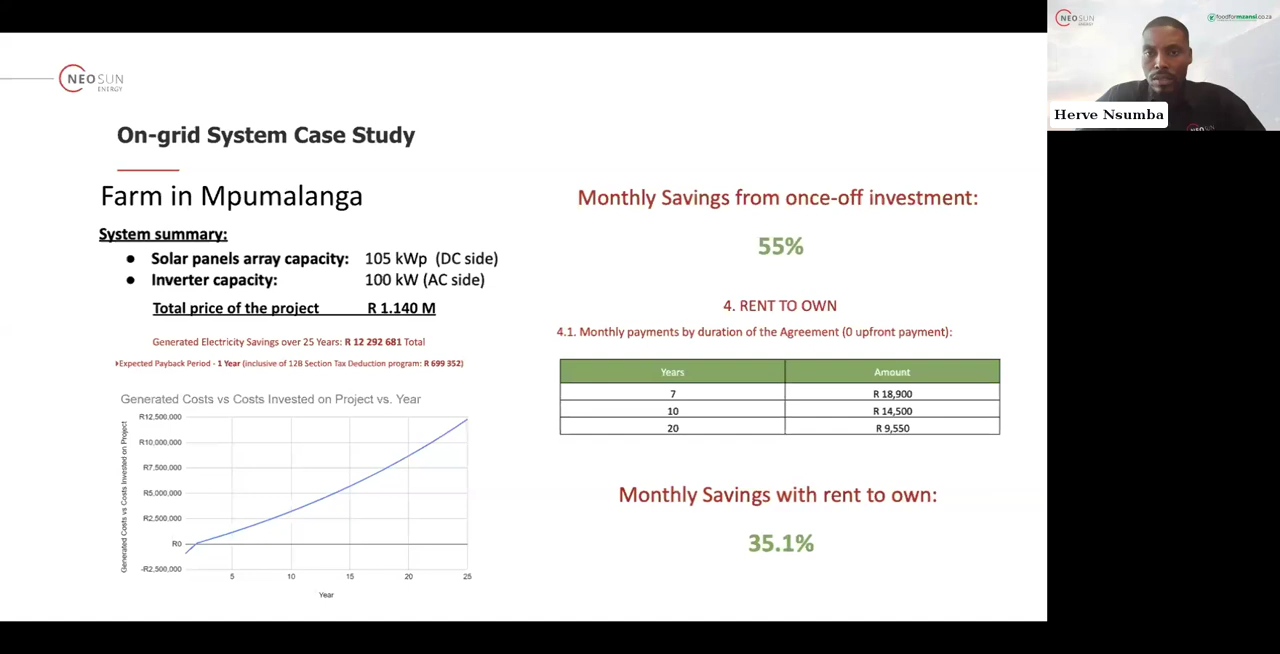 NEOSUN
ENERGY
On-grid System Case Study
Farm in Mpumalanga
System summary:
● Solar panels array capacity: 105 kWp (DC side)
● Inverter capacity: 100 kW (AC side)
Total price of the project R 1.140 M
Generated Electricity Savings over 25 Years: R 12 292 681 Total
Expected Payback Period - 1 Year (inclusive of 12B Section Tax Deduction program: R 699 352)
Generated Costs vs Costs Invested on Project vs. Year
Generated Costs vs Costs Invested on Project
R12,500,000
R10,000,000
R7,500,000
R5,000,000
R2,500,000
R0
-R2,500,000
5 10 15 20 25
Year
Monthly Savings from once-off investment:
55%
4. RENT TO OWN
4.1. Monthly payments by duration of the Agreement (0 upfront payment):
Years Amount
7 R 18,900
10 R 14,500
20 R 9,550
Monthly Savings with rent to own:
35.1%
NEOSUN
ENERGY
foodformzansi.co.za
Herve Nsumba
NEOSUN